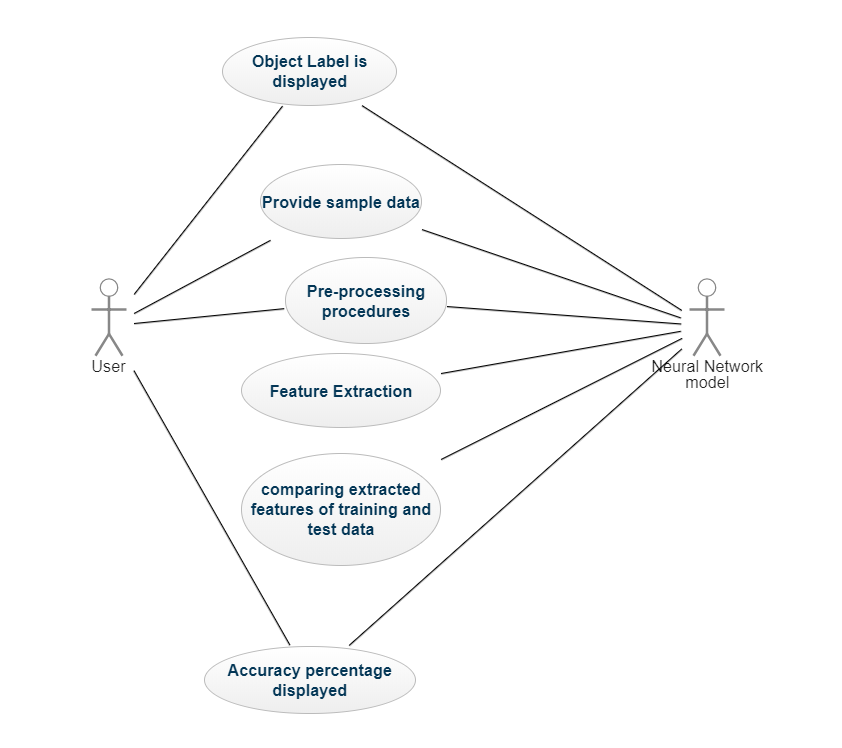 Object Label is
displayed
Provide sample data
Pre-processing
procedures
User
Neural Network
model
Feature Extraction
comparing extracted
features of training and
test data
Accuracy percentage
displayed